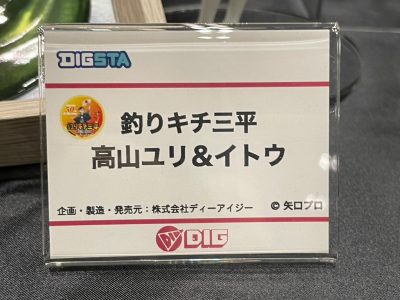 DIGSTA
釣りキチ三平
高山ユリ&イトウ
企画・製造・発売元：株式会社ディーアイジー © 矢口プロ
DIG